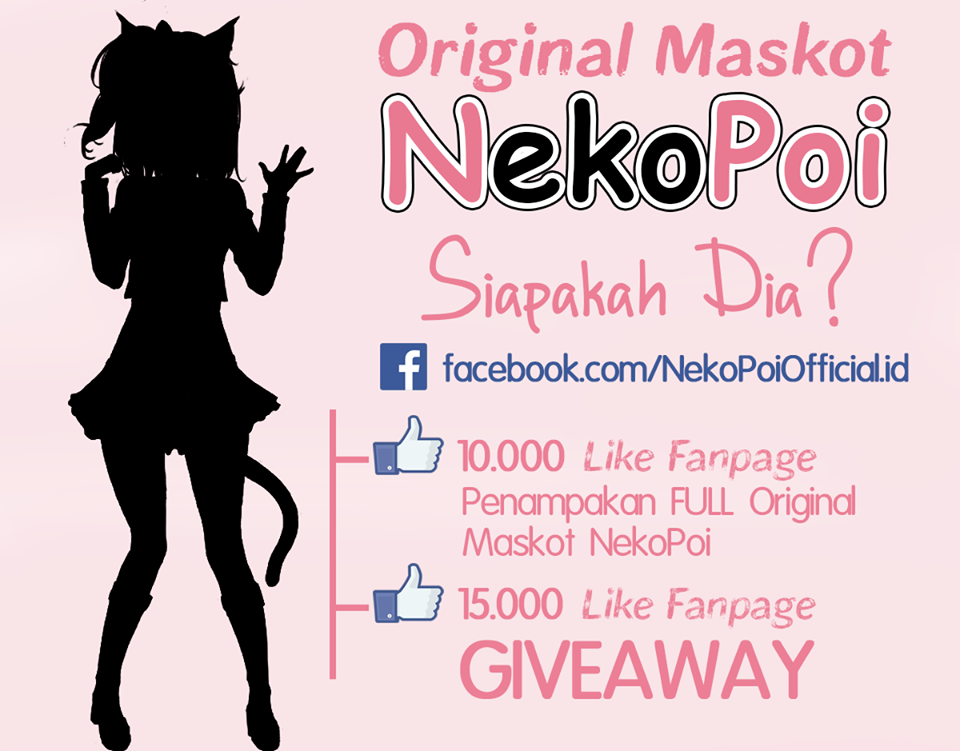 Original Maskot
NekoPoi
Siapakah Dia?
facebook.com/NekoPoiOfficial.id
10.000 Like Fanpage
Penampakan FULL Original
Maskot NekoPoi
15.000 Like Fanpage
GIVEAWAY